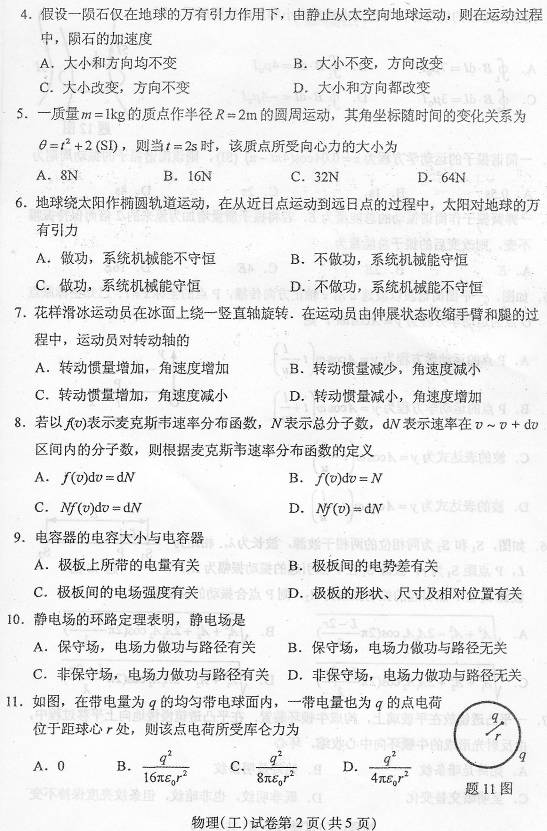 4. 假设一陨石仅在地球的万有引力作用下，由静止从太空向地球运动，则在运动过程
中，陨石的加速度
A. 大小和方向均不变 B. 大小不变，方向改变
C. 大小改变，方向不变 D. 大小和方向都改变
5. 一质量m=1kg的质点作半径R=2m的圆周运动，其角坐标随时间的变化关系为
θ=t²+2(SI)，则当t=2s时，该质点所受向心力的大小为
A. 8N B. 16N C. 32N D. 64N
6. 地球绕太阳作椭圆轨道运动，在从近日点运动到远日点的过程中，太阳对地球的万
有引力
A. 做功，系统机械能不守恒 B. 不做功，系统机械能守恒
C. 做功，系统机械能守恒 D. 不做功，系统机械能不守恒
7. 花样滑冰运动员在冰面上绕一竖直轴旋转．在运动员由伸展状态收缩手臂和腿的过
程中，运动员对转动轴的
A. 转动惯量增加，角速度增加 B. 转动惯量减少，角速度减小
C. 转动惯量增加，角速度减小 D. 转动惯量减小，角速度增加
8. 若以f(v)表示麦克斯韦速率分布函数，N表示总分子数，dN表示速率在v~v+dv
区间内的分子数，则根据麦克斯韦速率分布函数的定义
A. f(v)dv=dN B. f(v)dv=N
C. Nf(v)dv=dN D. Nf(v)=dN
9. 电容器的电容大小与电容器
A. 极板上所带的电量有关 B. 极板间的电势差有关
C. 极板间的电场强度有关 D. 极板的形状、尺寸及相对位置有关
10. 静电场的环路定理表明，静电场是
A. 保守场，电场力做功与路径有关 B. 保守场，电场力做功与路径无关
C. 非保守场，电场力做功与路径有关 D. 非保守场，电场力做功与路径无关
11. 如图，在带电量为q的均匀带电球面内，一带电量也为q的点电荷
位于距球心r处，则该点电荷所受库仑力为
A. 0 B. q²/16πε₀r² C. q²/8πε₀r² D. q²/4πε₀r²
q
r
q
题11图
物理(工)试卷第2页(共5页)